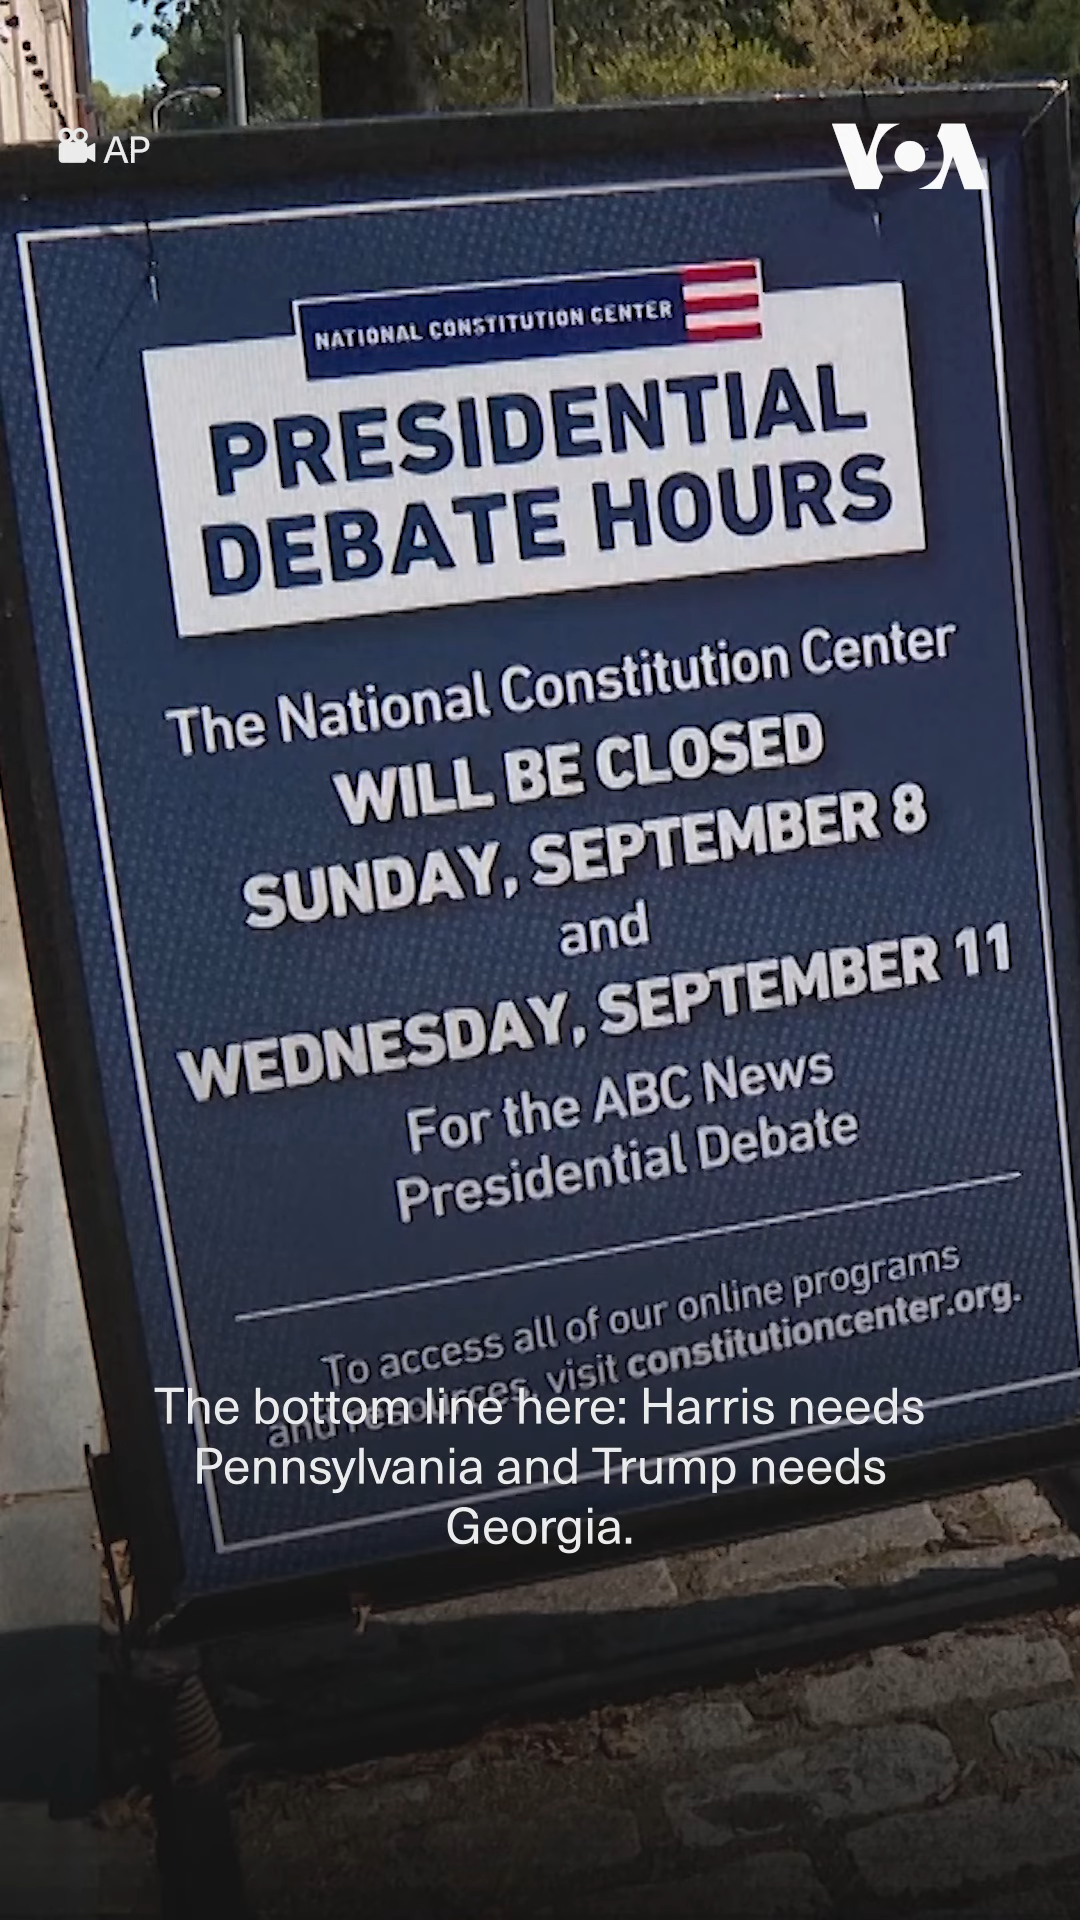 AP
VOA
NATIONAL CONSTITUTION CENTER
PRESIDENTIAL
DEBATE HOURS
The National Constitution Center
WILL BE CLOSED
SUNDAY, SEPTEMBER 8
and
WEDNESDAY, SEPTEMBER 11
For the ABC News
Presidential Debate
To access all of our online programs
and resources, visit constitutioncenter.org.
The bottom line here: Harris needs
Pennsylvania and Trump needs
Georgia.